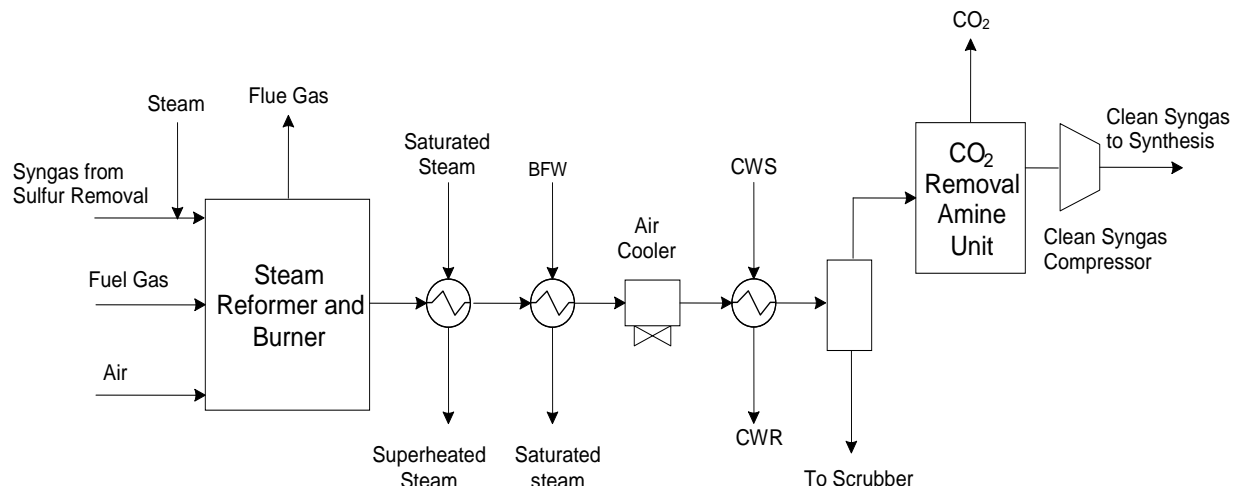 CO₂
Steam
Flue Gas
Saturated
Steam
BFW
CWS
Clean Syngas
to Synthesis
Syngas from
Sulfur Removal
CO₂
Removal
Amine
Unit
Air
Cooler
Clean Syngas
Compressor
Fuel Gas
Steam
Reformer and
Burner
Air
Superheated
Steam
Saturated
steam
CWR
To Scrubber